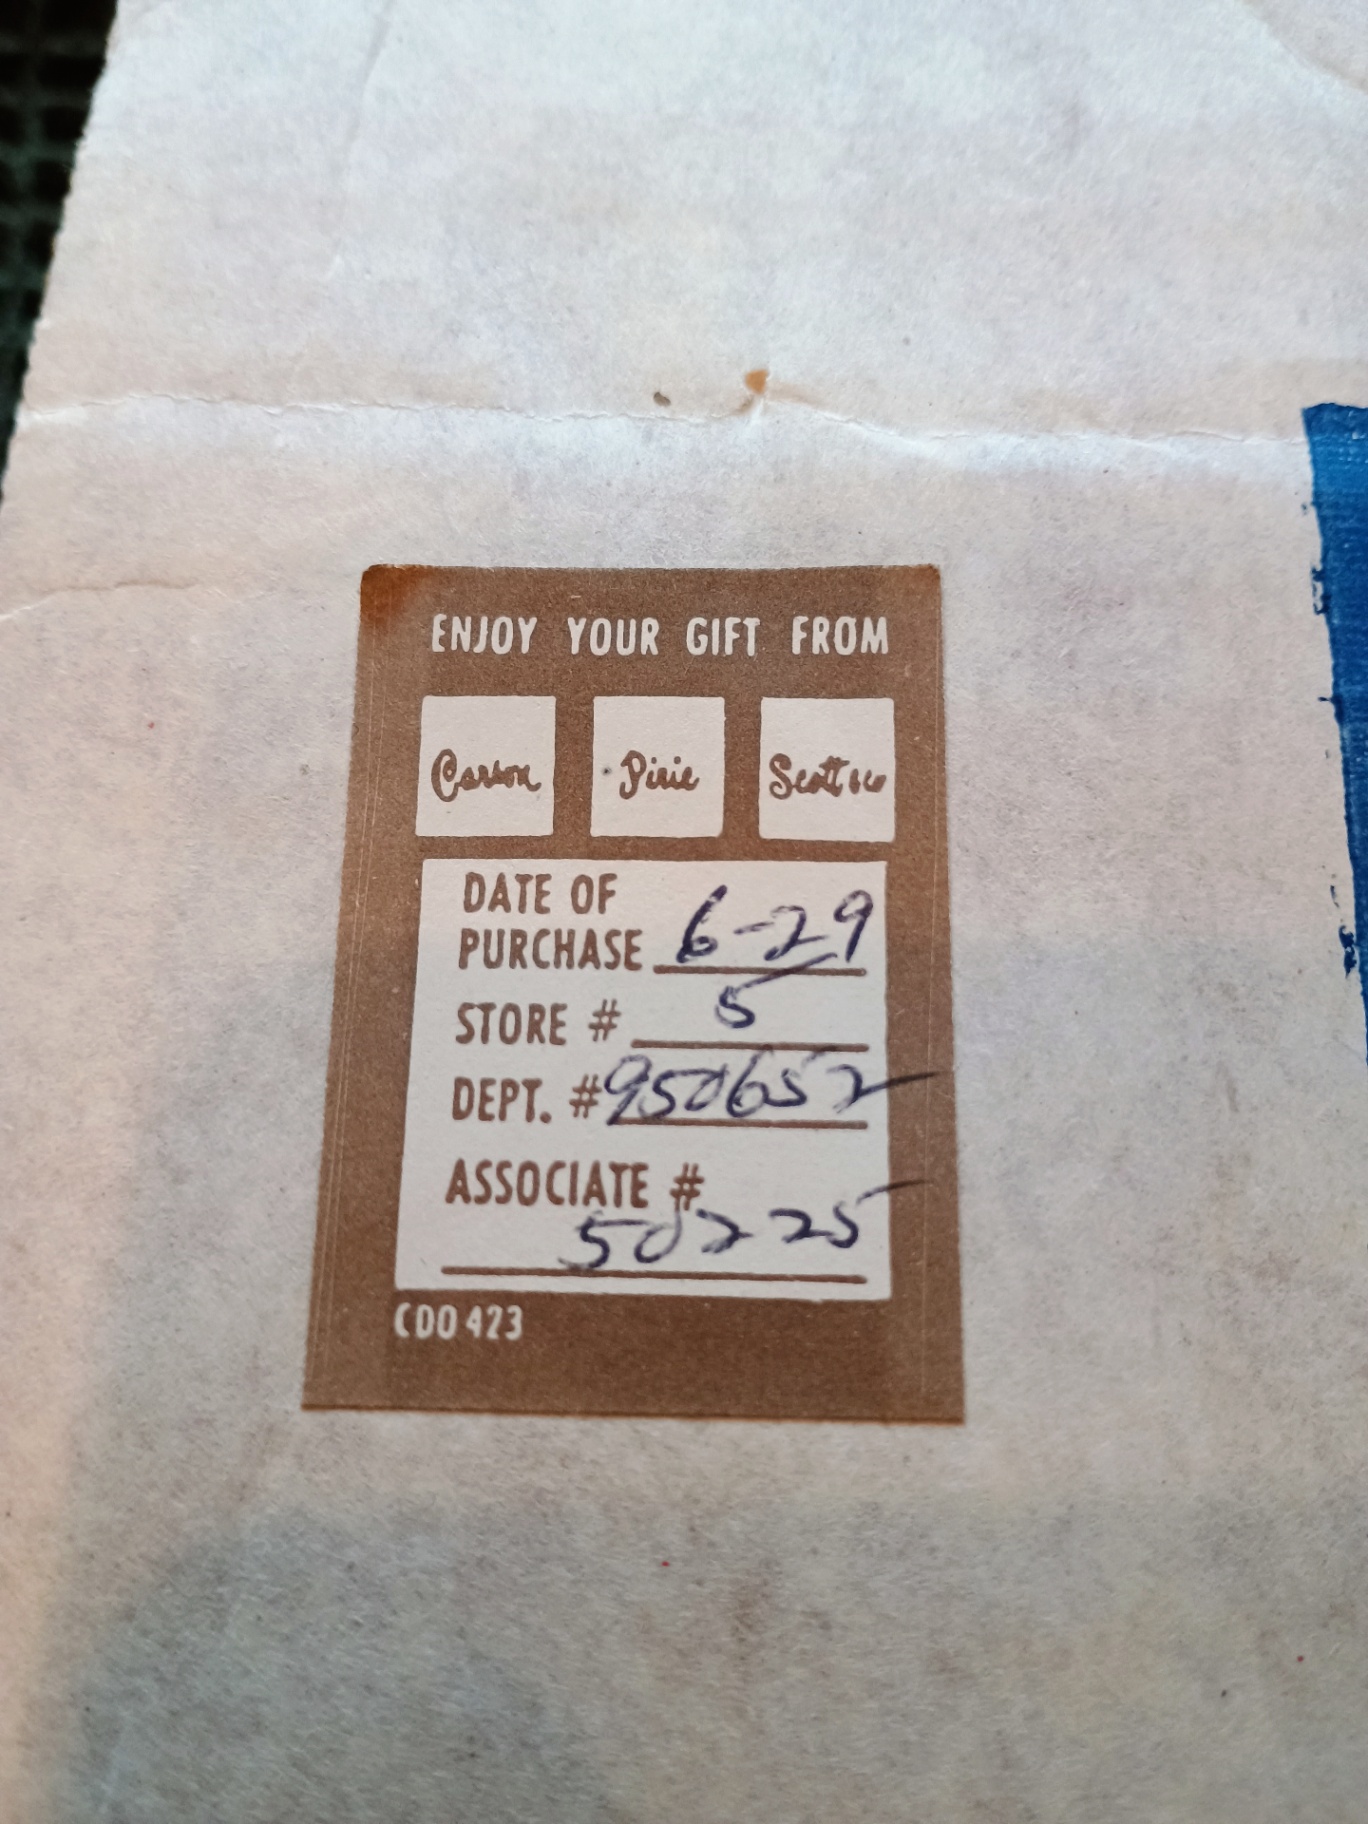 ENJOY YOUR GIFT FROM
Carson Pirie Scott & Co
DATE OF
PURCHASE 6-29
STORE # 5
DEPT. # 950652
ASSOCIATE #
50225
CDO 423